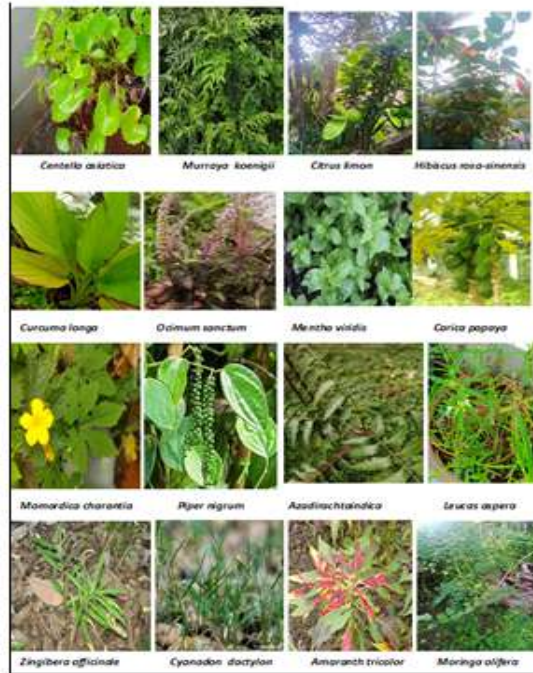 Centella asiatica
Murraya koenigii
Citrus limon
Hibiscus rosa-sinensis
Curcuma longa
Ocimum sanctum
Mentha viridis
Carica papaya
Momordica charantia
Piper nigrum
Azadirachtaindica
Leucas aspera
Zingibera officinale
Cyanodon dactylon
Amaranth tricolor
Moringa olifera